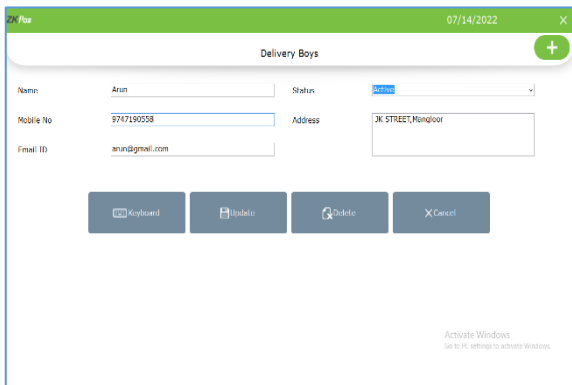 ZKPos 07/14/2022 X
Delivery Boys
+
Name Arun Status Active
Mobile No 9747190558 Address JK STREET,Mangloor
Email ID arun@gmail.com
Keyboard Update Delete X Cancel
Activate Windows
Go to PC settings to activate Windows.